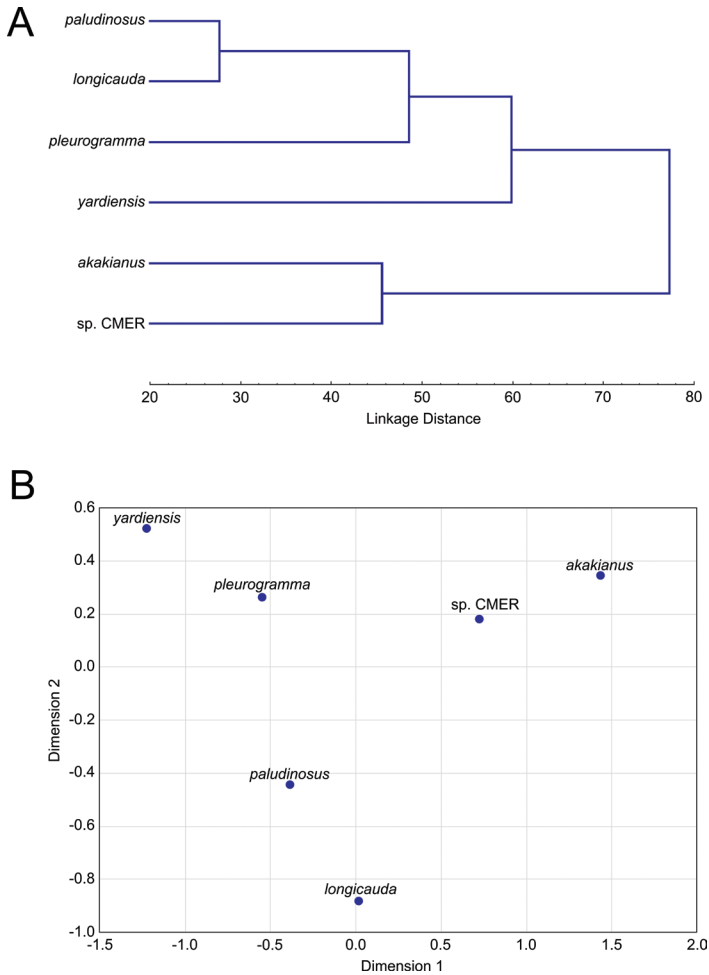 A
paludinosus
longicauda
pleurogramma
yardiensis
akakianus
sp. CMER
20 30 40 50 60 70 80
Linkage Distance
B
0.6
0.4
0.2
0.0
-0.2
-0.4
-0.6
-0.8
-1.0
Dimension 2
yardiensis
akakianus
pleurogramma
sp. CMER
paludinosus
longicauda
-1.5 -1.0 -0.5 0.0 0.5 1.0 1.5 2.0
Dimension 1